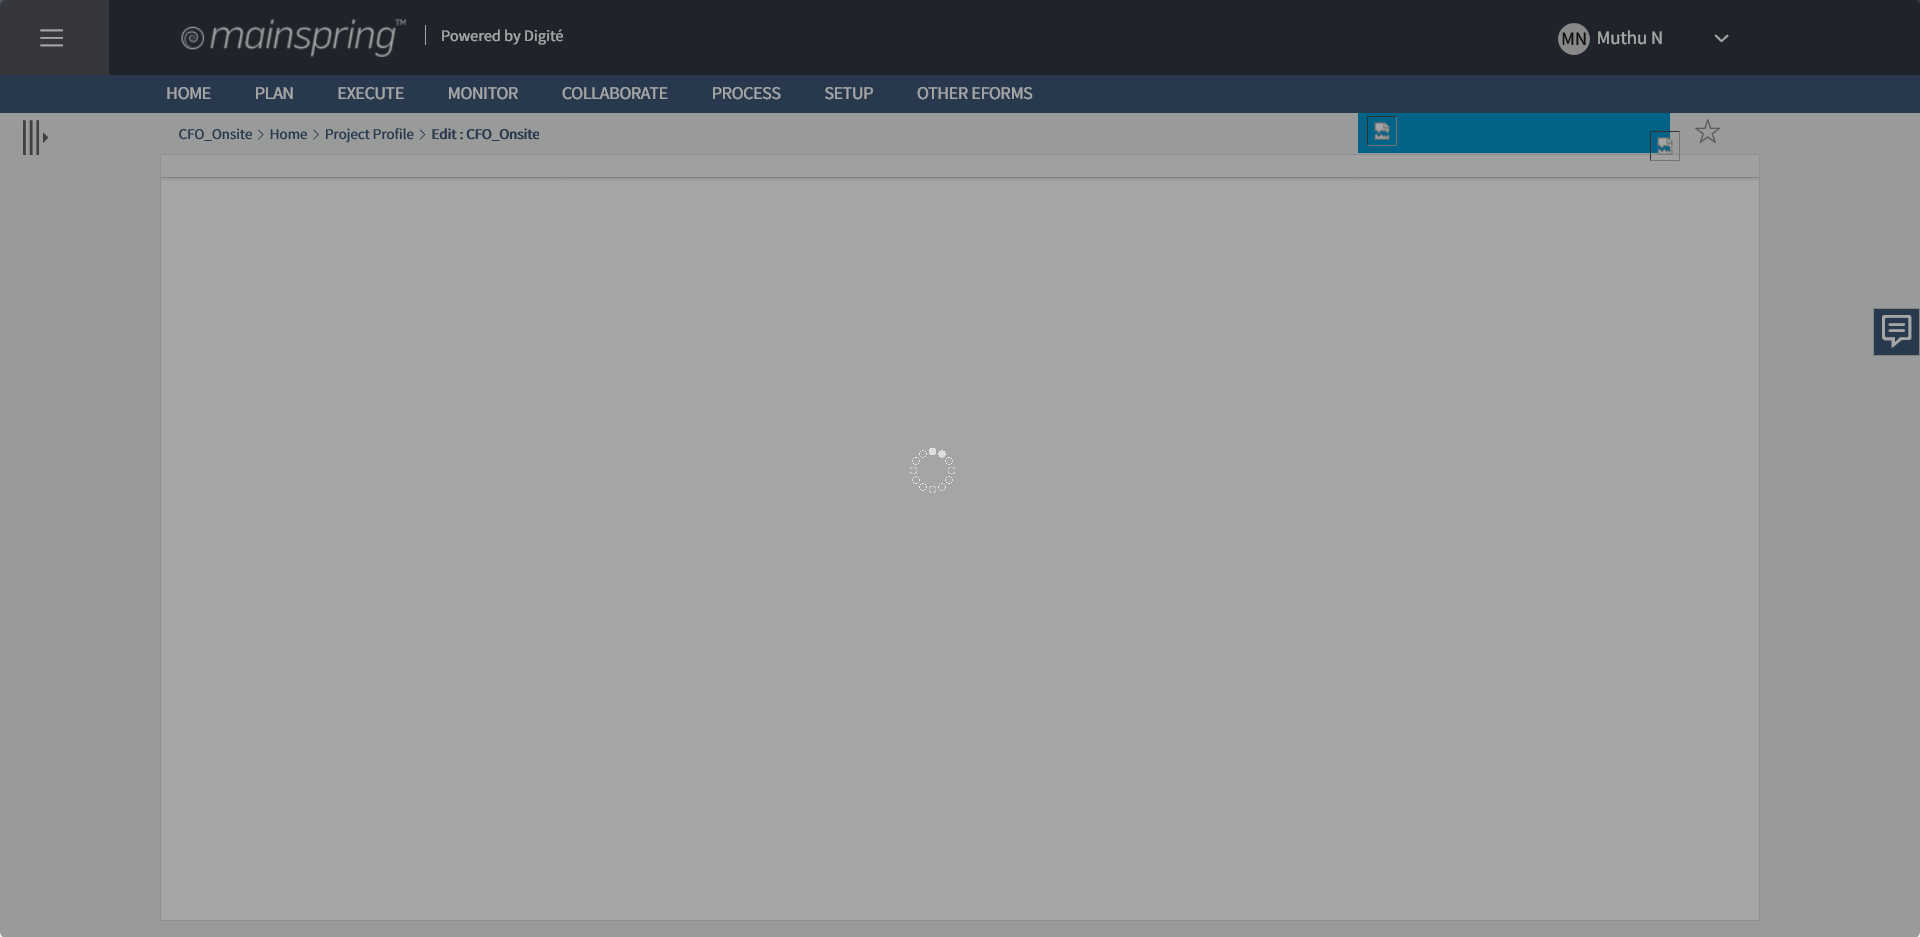 mainspring™
Powered by Digité
MN Muthu N
HOME PLAN EXECUTE MONITOR COLLABORATE PROCESS SETUP OTHER EFORMS
CFO_Onsite > Home > Project Profile > Edit : CFO_Onsite